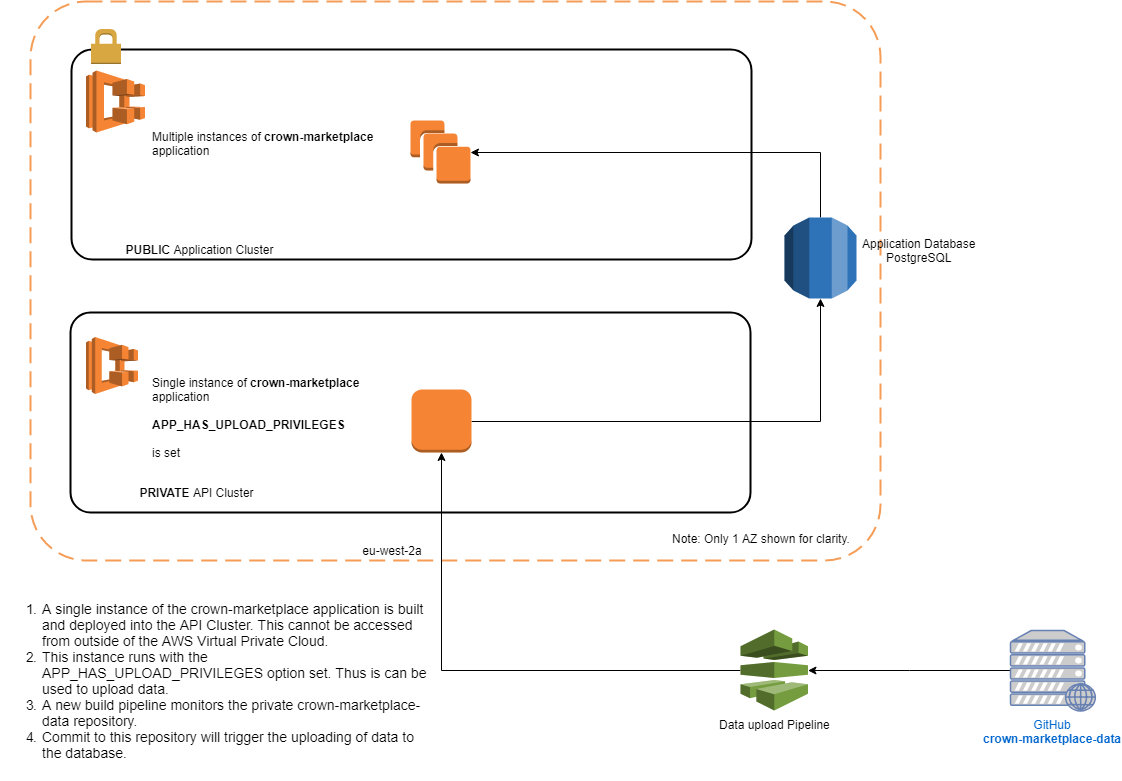 Multiple instances of crown-marketplace
application
PUBLIC Application Cluster
Application Database
PostgreSQL
Single instance of crown-marketplace
application
APP_HAS_UPLOAD_PRIVILEGES
is set
PRIVATE API Cluster
Note: Only 1 AZ shown for clarity.
eu-west-2a
1. A single instance of the crown-marketplace application is built
and deployed into the API Cluster. This cannot be accessed
from outside of the AWS Virtual Private Cloud.
2. This instance runs with the
APP_HAS_UPLOAD_PRIVILEGES option set. Thus is can be
used to upload data.
3. A new build pipeline monitors the private crown-marketplace-
data repository.
4. Commit to this repository will trigger the uploading of data to
the database.
Data upload Pipeline
GitHub
crown-marketplace-data